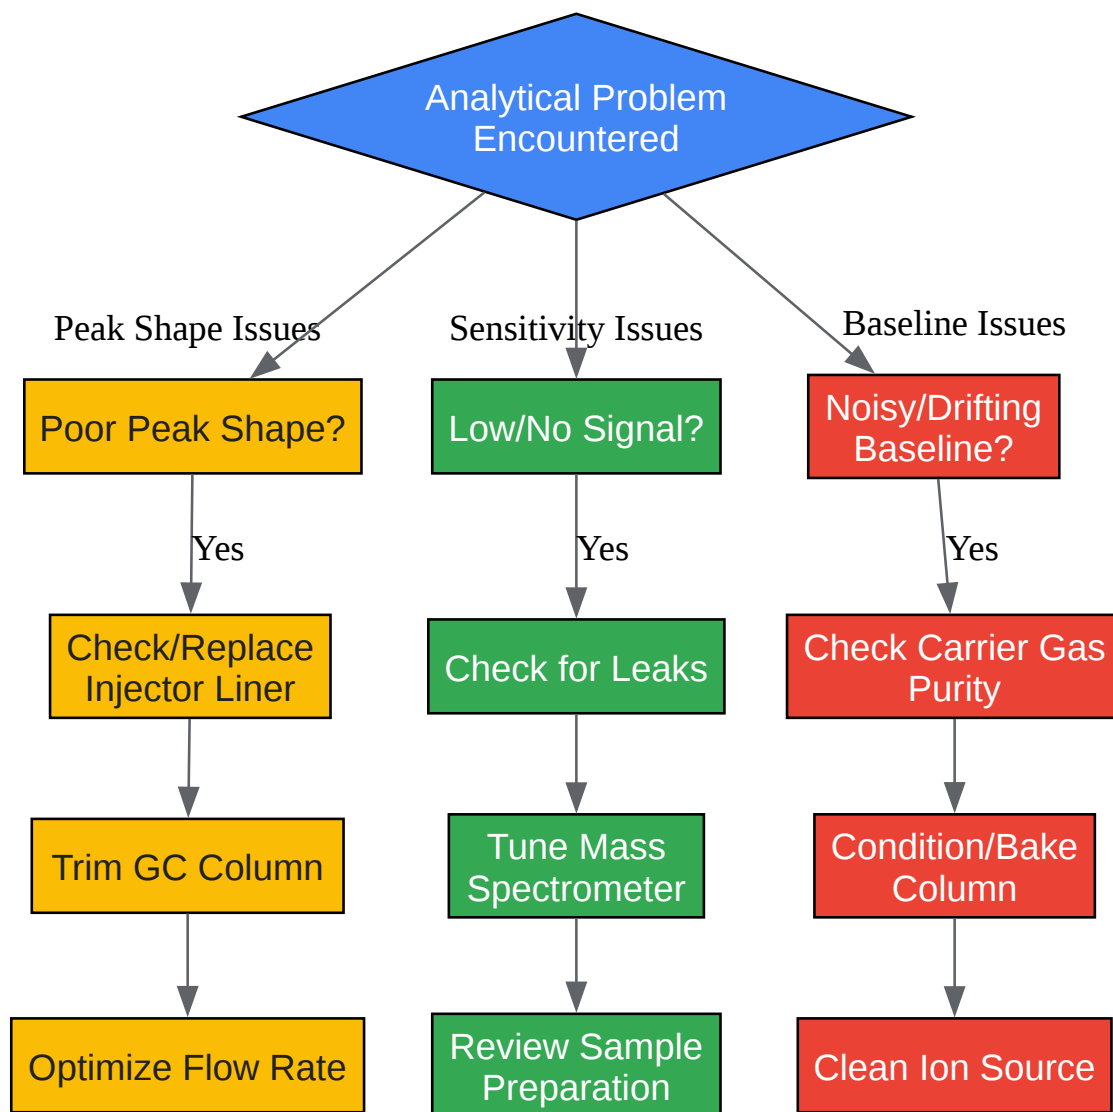 Analytical Problem
Encountered
Peak Shape Issues
Sensitivity Issues
Baseline Issues
Poor Peak Shape?
Low/No Signal?
Noisy/Drifting
Baseline?
Yes
Yes
Yes
Check/Replace
Injector Liner
Check for Leaks
Check Carrier Gas
Purity
Trim GC Column
Tune Mass
Spectrometer
Condition/Bake
Column
Optimize Flow Rate
Review Sample
Preparation
Clean Ion Source